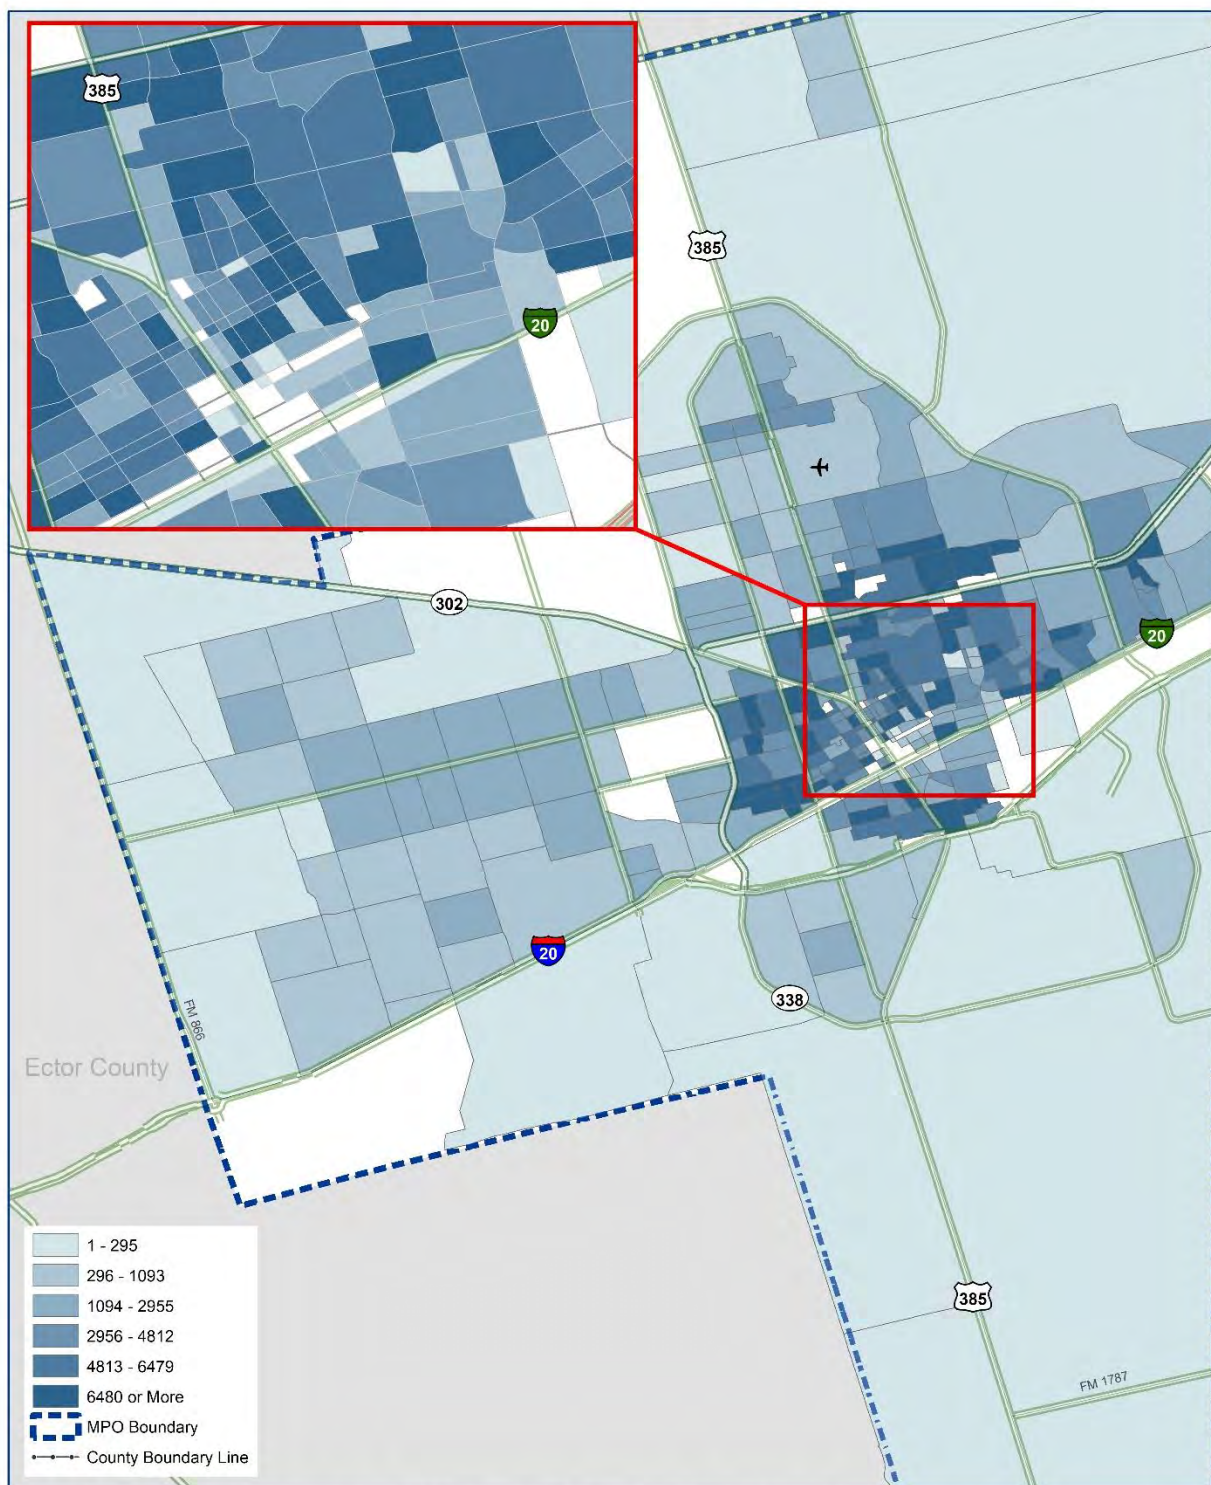 385
20
385
302
20
20
338
FM 866
Ector County
385
FM 1787
1 - 295
296 - 1093
1094 - 2955
2956 - 4812
4813 - 6479
6480 or More
MPO Boundary
County Boundary Line